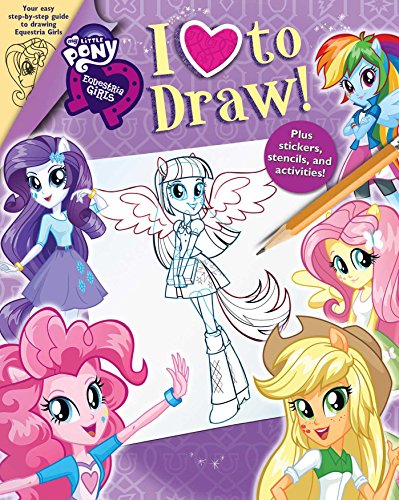 Your easy
step-by-step guide
to drawing
Equestria Girls
my LITTLE
PONY
EQUESTRIA
GIRLS
I ♥ to
Draw!
Plus
stickers,
stencils, and
activities!